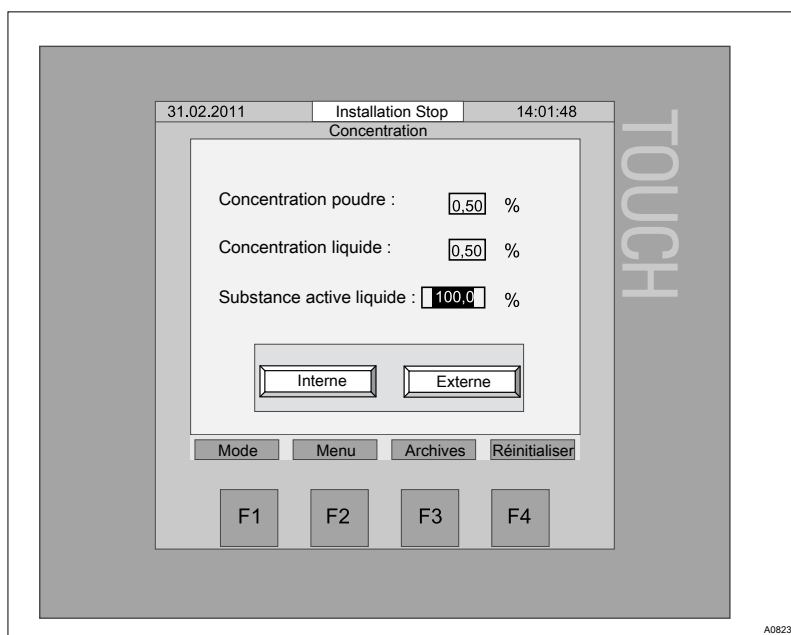 31.02.2011 Installation Stop 14:01:48
Concentration
Concentration poudre : 0,50 %
Concentration liquide : 0,50 %
Substance active liquide : 100,0 %
Interne Externe
Mode Menu Archives Réinitialiser
F1 F2 F3 F4
TOUCH
A0823